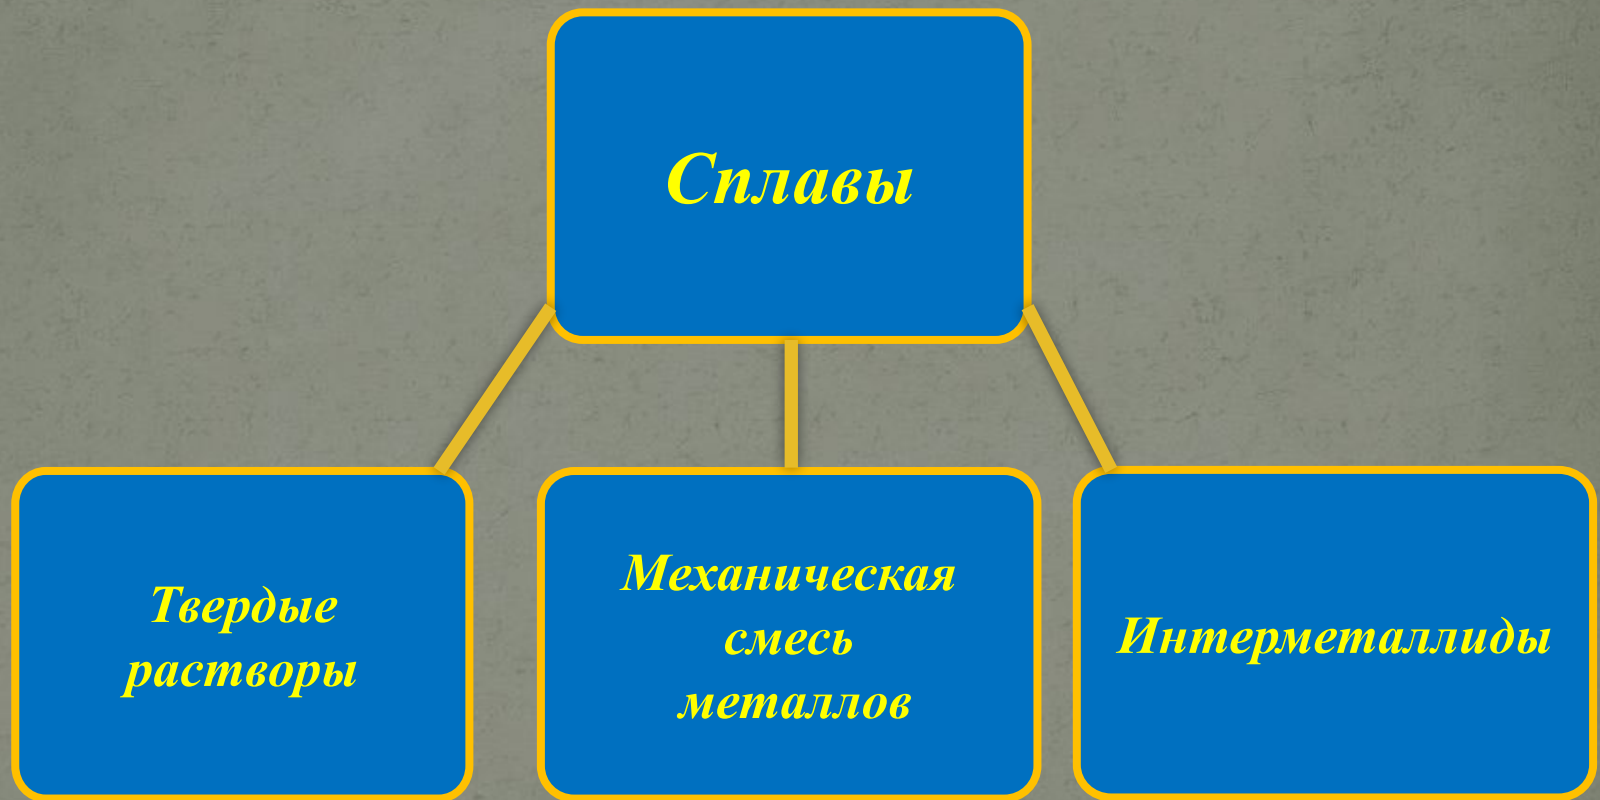 Сплавы
Твердые
растворы
Механическая
смесь
металлов
Интерметаллиды